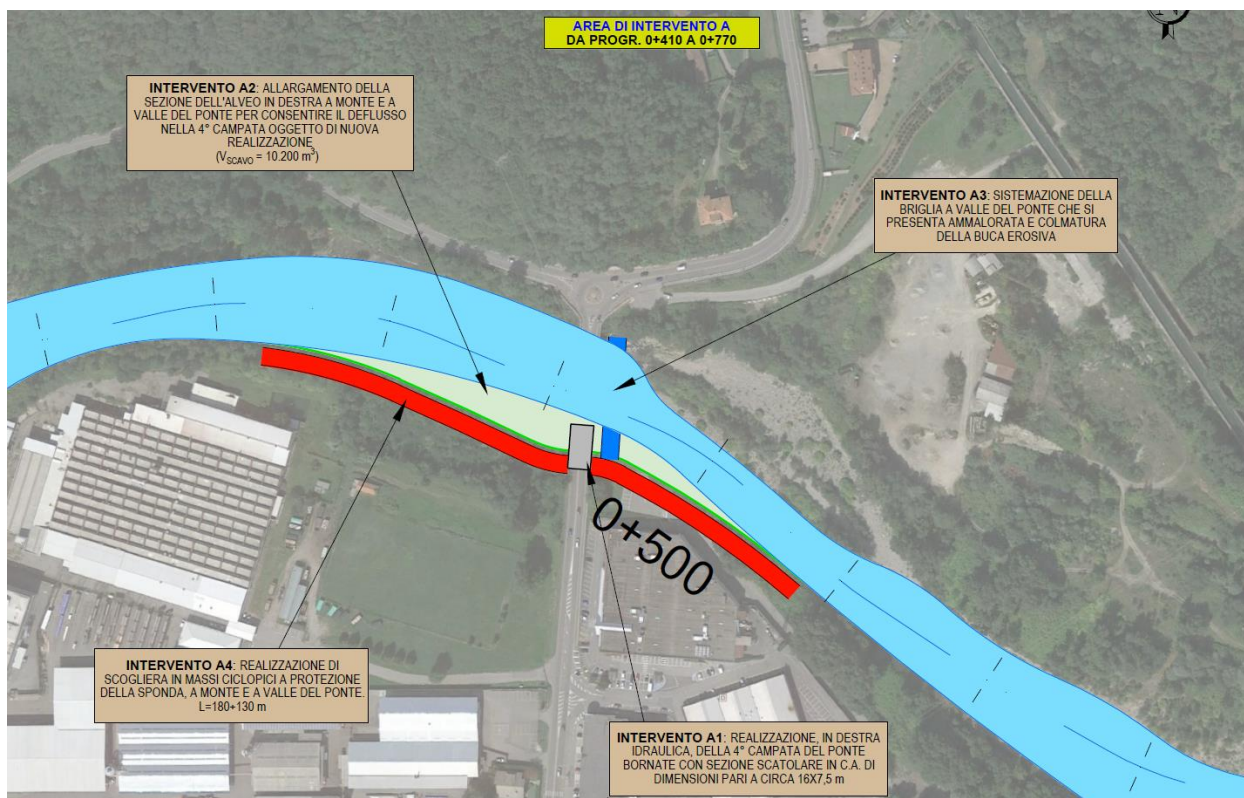 AREA DI INTERVENTO A
DA PROGR. 0+410 A 0+770
INTERVENTO A2: ALLARGAMENTO DELLA
SEZIONE DELL'ALVEO IN DESTRA A MONTE E A
VALLE DEL PONTE PER CONSENTIRE IL DEFLUSSO
NELLA 4° CAMPATA OGGETTO DI NUOVA
REALIZZAZIONE
(VSCAVO = 10.200 m³)
INTERVENTO A3: SISTEMAZIONE DELLA
BRIGLIA A VALLE DEL PONTE CHE SI
PRESENTA AMMALORATA E COLMATURA
DELLA BUCA EROSIVA
0+500
INTERVENTO A4: REALIZZAZIONE DI
SCOGLIERA IN MASSI CICLOPICI A PROTEZIONE
DELLA SPONDA, A MONTE E A VALLE DEL PONTE.
L=180+130 m
INTERVENTO A1: REALIZZAZIONE, IN DESTRA
IDRAULICA, DELLA 4° CAMPATA DEL PONTE
BORNATE CON SEZIONE SCATOLARE IN C.A. DI
DIMENSIONI PARI A CIRCA 16X7,5 m